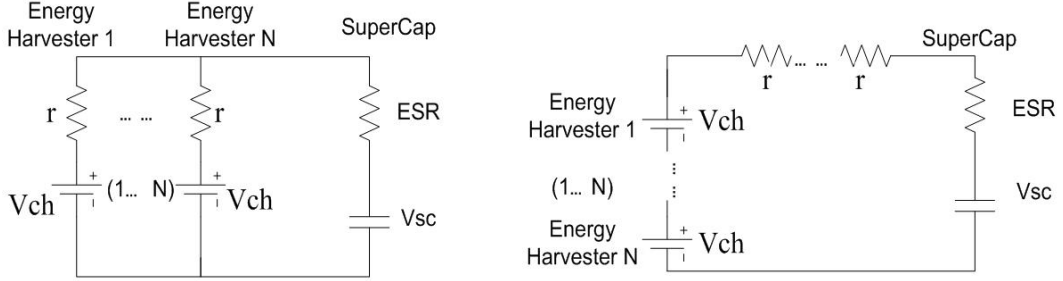 Energy
Harvester 1
Energy
Harvester N
SuperCap
r
... ...
r
ESR
Vch
+
(1... N)
+
Vch
Vsc
SuperCap
r
... ...
r
ESR
Energy
Harvester 1
+
Vch
(1... N)
... ...
Vsc
Energy
Harvester N
+
Vch